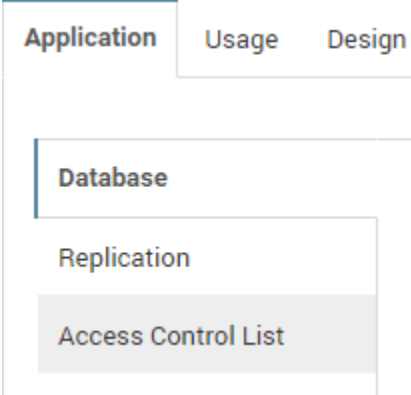 Application Usage Design
Database
Replication
Access Control List